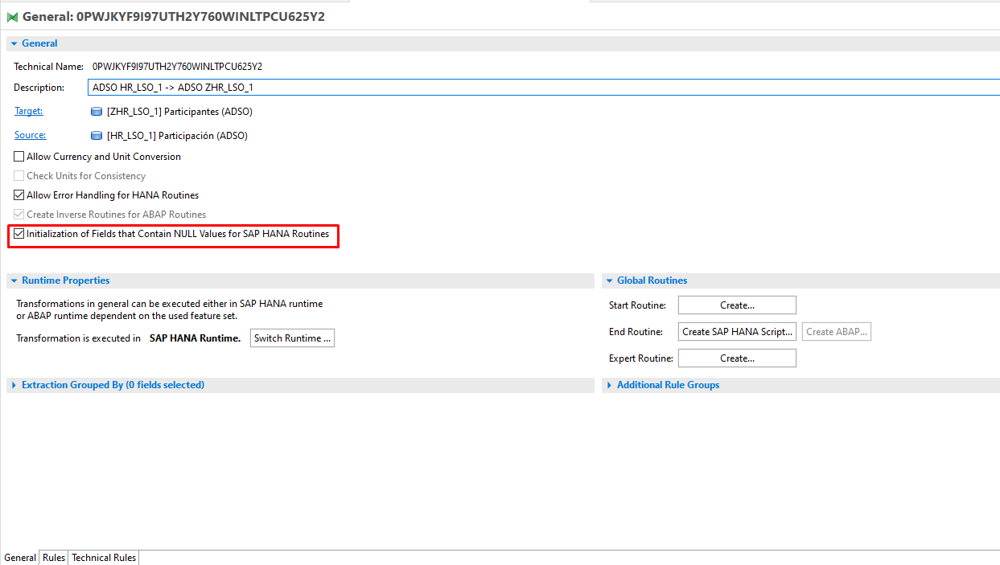 General: 0PWJKYF9I97UTH2Y760WINLTPCU625Y2
General
Technical Name: 0PWJKYF9I97UTH2Y760WINLTPCU625Y2
Description: ADSO HR_LSO_1 -> ADSO ZHR_LSO_1
Target: [ZHR_LSO_1] Participantes (ADSO)
Source: [HR_LSO_1] Participación (ADSO)
Allow Currency and Unit Conversion
Check Units for Consistency
Allow Error Handling for HANA Routines
Create Inverse Routines for ABAP Routines
Initialization of Fields that Contain NULL Values for SAP HANA Routines
Runtime Properties
Transformations in general can be executed either in SAP HANA runtime
or ABAP runtime dependent on the used feature set.
Transformation is executed in SAP HANA Runtime. Switch Runtime ...
Global Routines
Start Routine: Create...
End Routine: Create SAP HANA Script... Create ABAP...
Expert Routine: Create...
Extraction Grouped By (0 fields selected)
Additional Rule Groups
General Rules Technical Rules